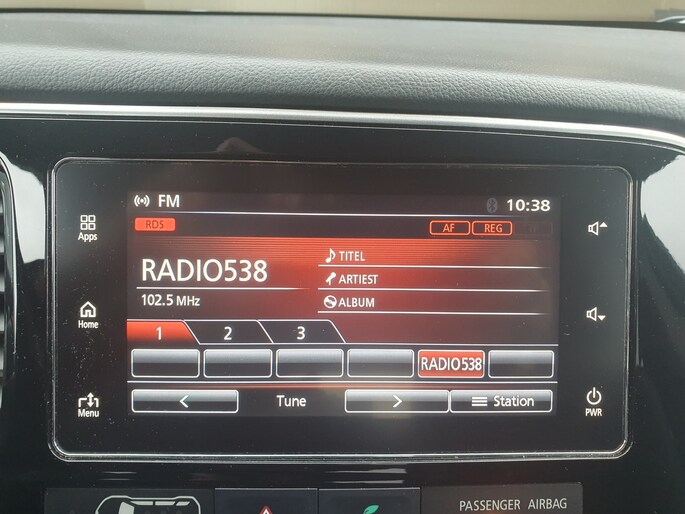 FM
10:38
RDS
AF
REG
Apps
RADIO538
TITEL
ARTIEST
ALBUM
102.5 MHz
Home
1
2
3
RADIO538
Menu
<
Tune
>
Station
PWR
PASSENGER AIRBAG